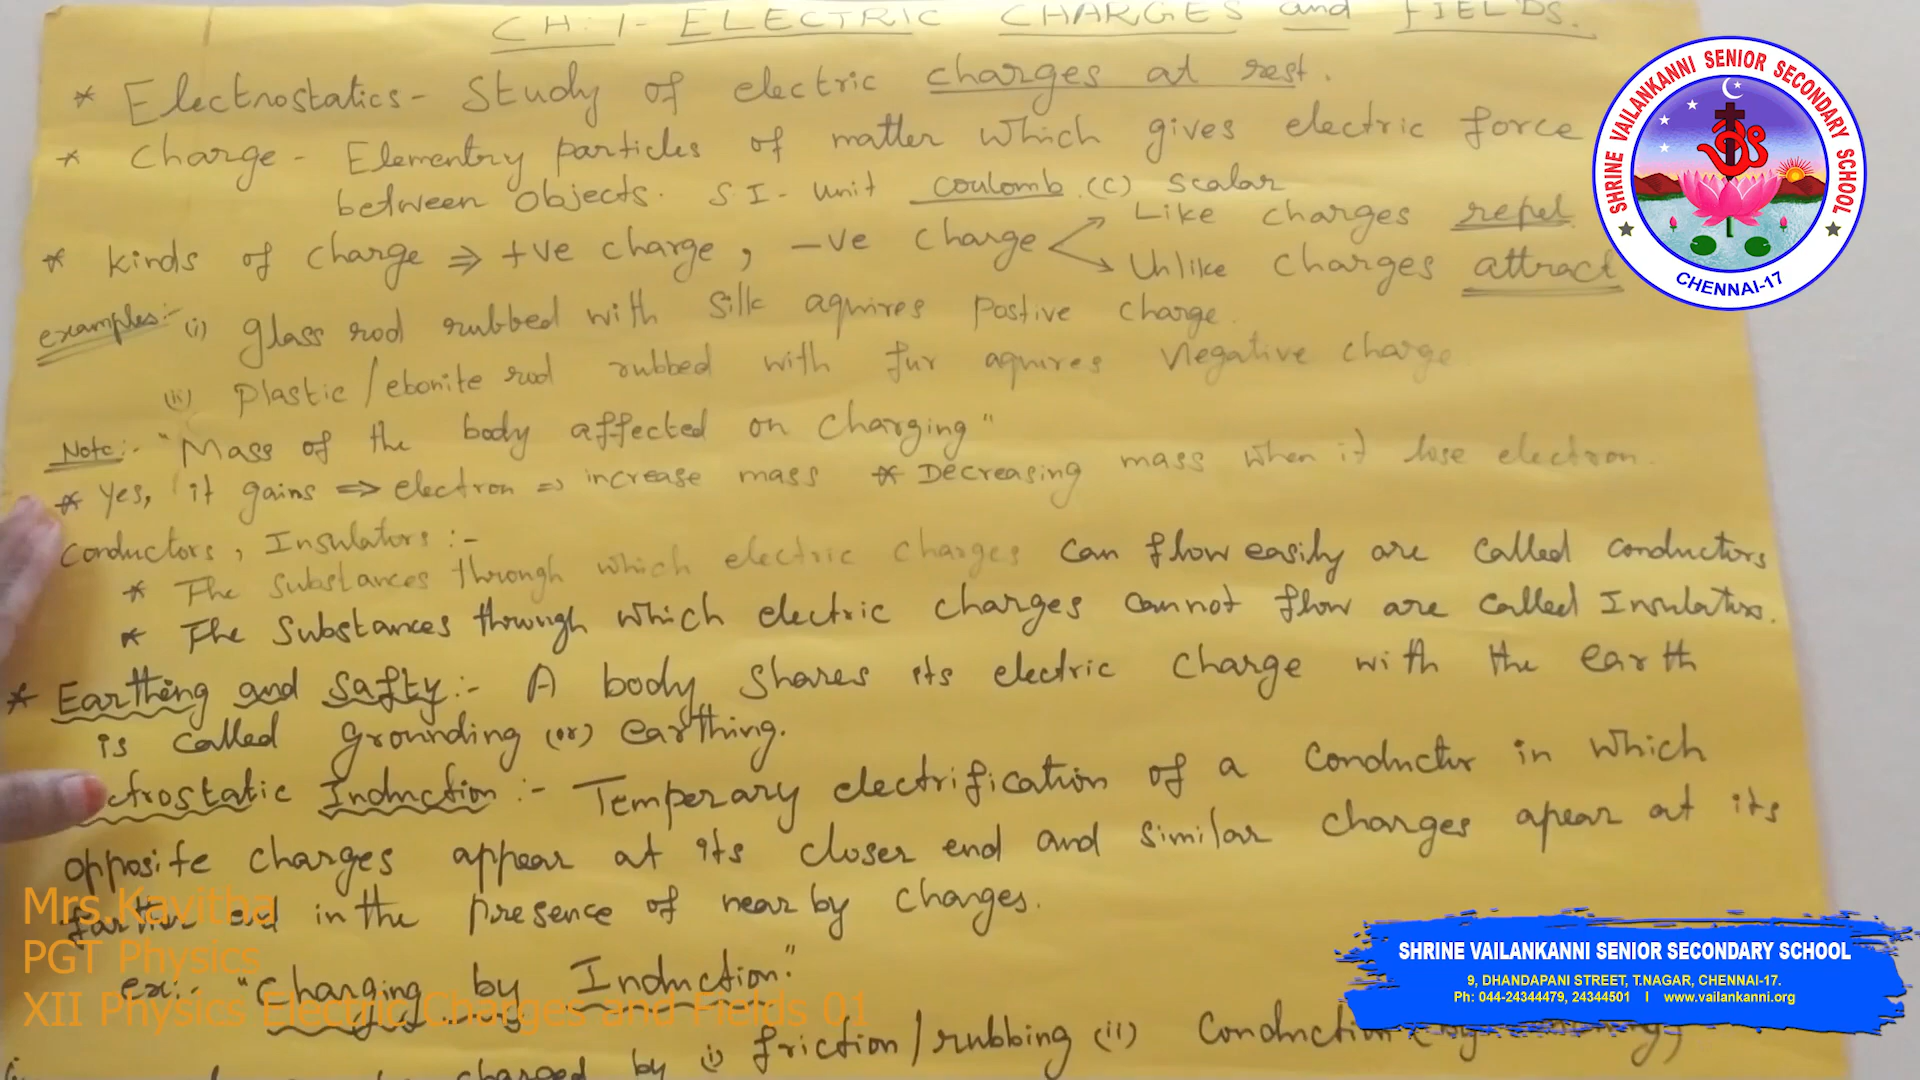 CH: 1- ELECTRIC CHARGES and FIELDS.
* Electrostatics - Study of electric charges at rest.
* Charge - Elementry particles of matter which gives electric force
between objects. S.I- unit coulomb (C) scalar
* Kinds of charge ⇒ +ve charge, -ve charge
Like charges repel
Unlike charges attract
examples:- (i) Glass rod rubbed with silk aquires postive charge.
(ii) Plastic/ebonite rod rubbed with fur aquires Negative charge
Note:- "Mass of the body affected on charging"
* Yes, it gains ⇒ electron ⇒ increase mass * Decreasing mass when it lose electron.
Conductors, Insulators :-
* The substances through which electric charges can flow easily are called conductors
* The substances through which electric charges cannot flow are called Insulators.
* Earthing and Safty:- A body shares its electric charge with the earth
is called grounding (or) earthing.
ctrostatic Induction:- Temperary electrification of a conductor in which
opposite charges appear at its closer end and similar charges apear at its
farther end in the presence of near by charges.
ex:- "Charging by Induction."
charged by (i) friction/rubbing (ii) Conduction
SHRINE VAILANKANNI SENIOR SECONDARY SCHOOL
CHENNAI-17
Mrs.Kavitha
PGT Physics
XII Physics Electric Charges and Fields 01
SHRINE VAILANKANNI SENIOR SECONDARY SCHOOL
9, DHANDAPANI STREET, T.NAGAR, CHENNAI-17.
Ph: 044-24344479, 24344501 | www.vailankanni.org